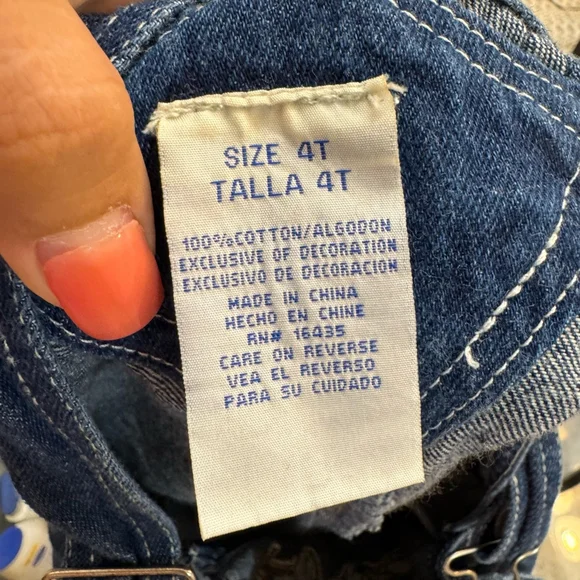 SIZE 4T
TALLA 4T
100% COTTON/ALGODON
EXCLUSIVE OF DECORATION
EXCLUSIVO DE DECORACION
MADE IN CHINA
HECHO EN CHINE
RN# 16435
CARE ON REVERSE
VEA EL REVERSO
PARA SU CUIDADO